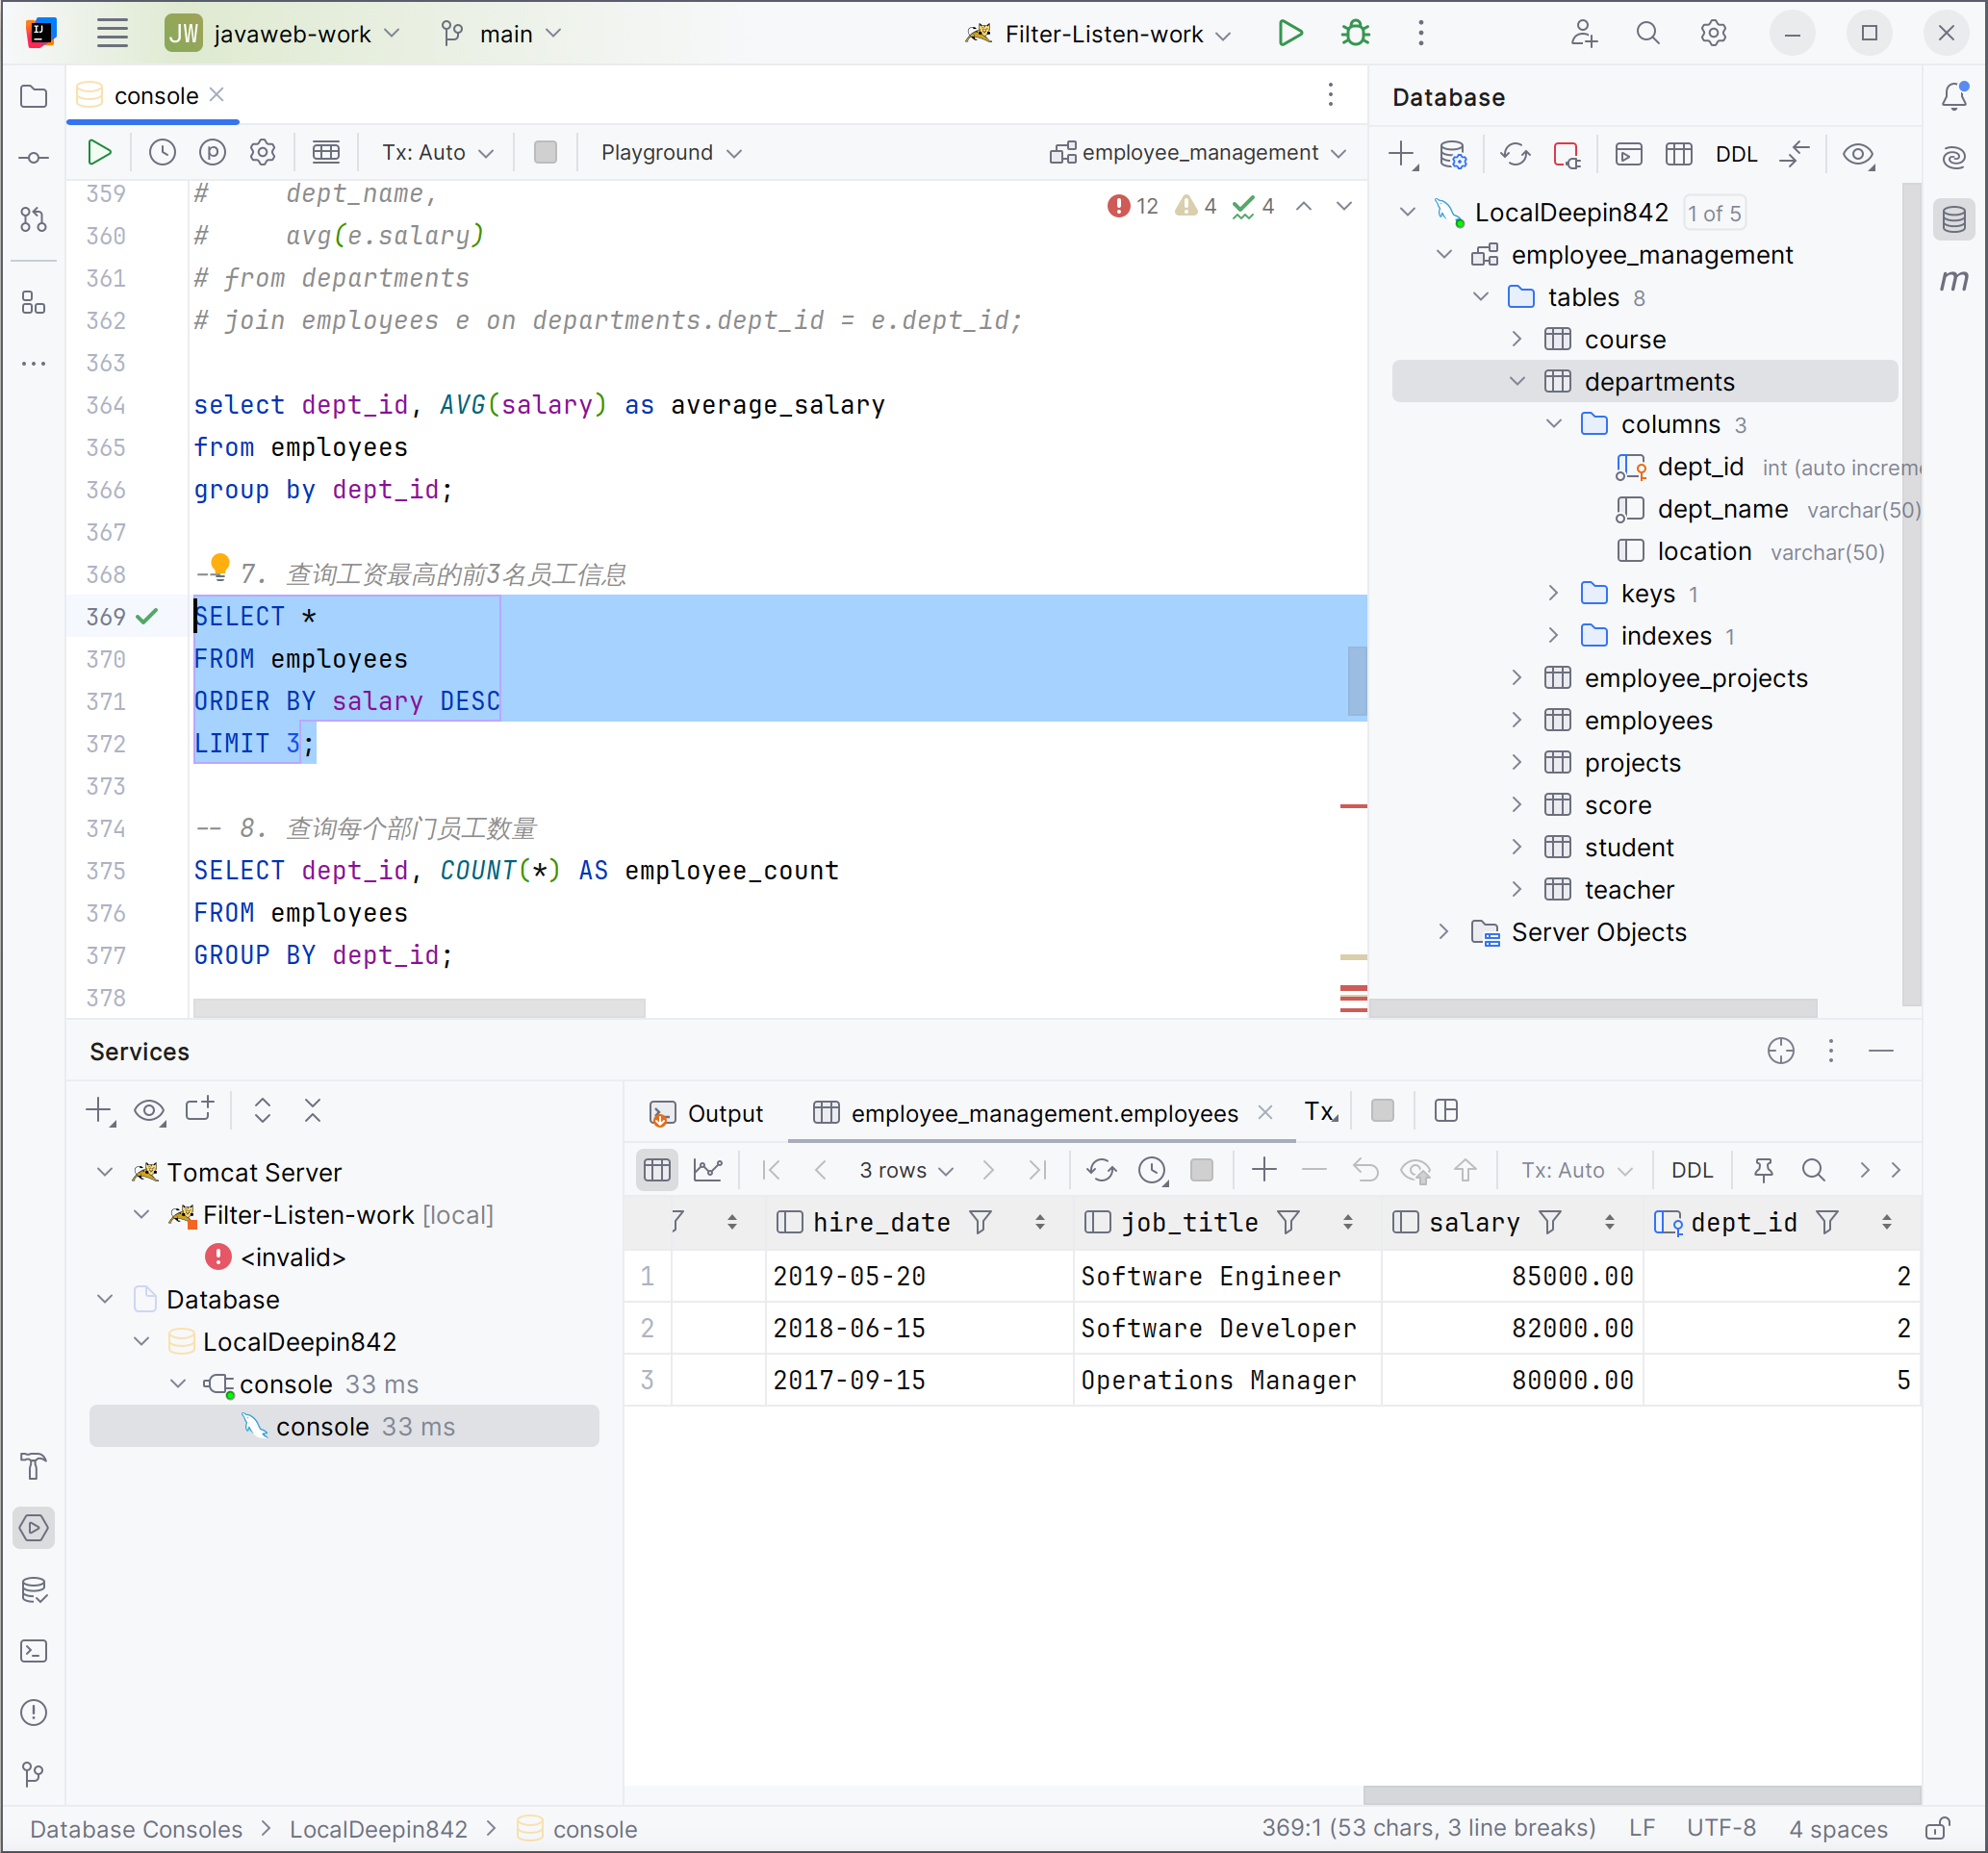 JW javaweb-work main Filter-Listen-work
console
Tx: Auto Playground employee_management
12 4 4
359 #     dept_name,
360 #     avg(e.salary)
361 # from departments
362 # join employees e on departments.dept_id = e.dept_id;
363
364 select dept_id, AVG(salary) as average_salary
365 from employees
366 group by dept_id;
367
368 -- 7. 查询工资最高的前3名员工信息
369 SELECT *
370 FROM employees
371 ORDER BY salary DESC
372 LIMIT 3;
373
374 -- 8. 查询每个部门员工数量
375 SELECT dept_id, COUNT(*) AS employee_count
376 FROM employees
377 GROUP BY dept_id;
378
Database
DDL
LocalDeepin842 1 of 5
employee_management
tables 8
course
departments
columns 3
dept_id int (auto increme
dept_name varchar(50)
location varchar(50)
keys 1
indexes 1
employee_projects
employees
projects
score
student
teacher
Server Objects
m
Services
Tomcat Server
Filter-Listen-work [local]
<invalid>
Database
LocalDeepin842
console 33 ms
console 33 ms
Output employee_management.employees Tx
3 rows Tx: Auto DDL
hire_date job_title salary dept_id
1 2019-05-20 Software Engineer 85000.00 2
2 2018-06-15 Software Developer 82000.00 2
3 2017-09-15 Operations Manager 80000.00 5
Database Consoles > LocalDeepin842 > console 369:1 (53 chars, 3 line breaks) LF UTF-8 4 spaces